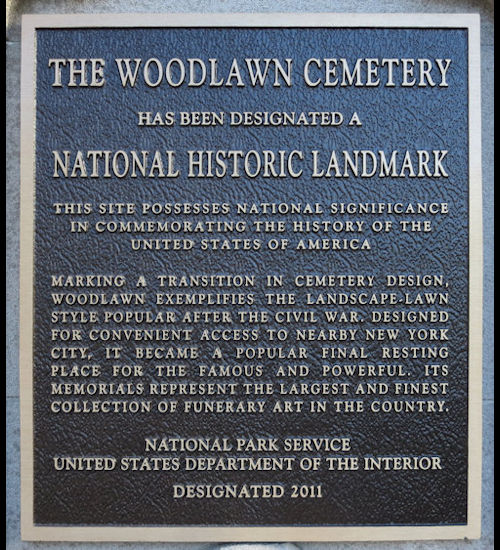 THE WOODLAWN CEMETERY
HAS BEEN DESIGNATED A
NATIONAL HISTORIC LANDMARK
THIS SITE POSSESSES NATIONAL SIGNIFICANCE
IN COMMEMORATING THE HISTORY OF THE
UNITED STATES OF AMERICA
MARKING A TRANSITION IN CEMETERY DESIGN,
WOODLAWN EXEMPLIFIES THE LANDSCAPE-LAWN
STYLE POPULAR AFTER THE CIVIL WAR. DESIGNED
FOR CONVENIENT ACCESS TO NEARBY NEW YORK
CITY, IT BECAME A POPULAR FINAL RESTING
PLACE FOR THE FAMOUS AND POWERFUL. ITS
MEMORIALS REPRESENT THE LARGEST AND FINEST
COLLECTION OF FUNERARY ART IN THE COUNTRY.
NATIONAL PARK SERVICE
UNITED STATES DEPARTMENT OF THE INTERIOR
DESIGNATED 2011